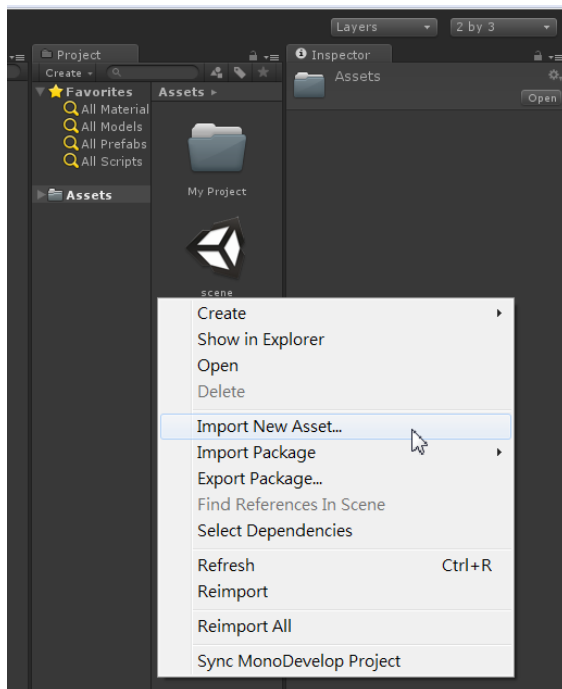 Layers
2 by 3
Project
Inspector
Create
Assets
Open
Favorites
All Material
All Models
All Prefabs
All Scripts
Assets
Assets
My Project
scene
Create
Show in Explorer
Open
Delete
Import New Asset...
Import Package
Export Package...
Find References In Scene
Select Dependencies
Refresh Ctrl+R
Reimport
Reimport All
Sync MonoDevelop Project